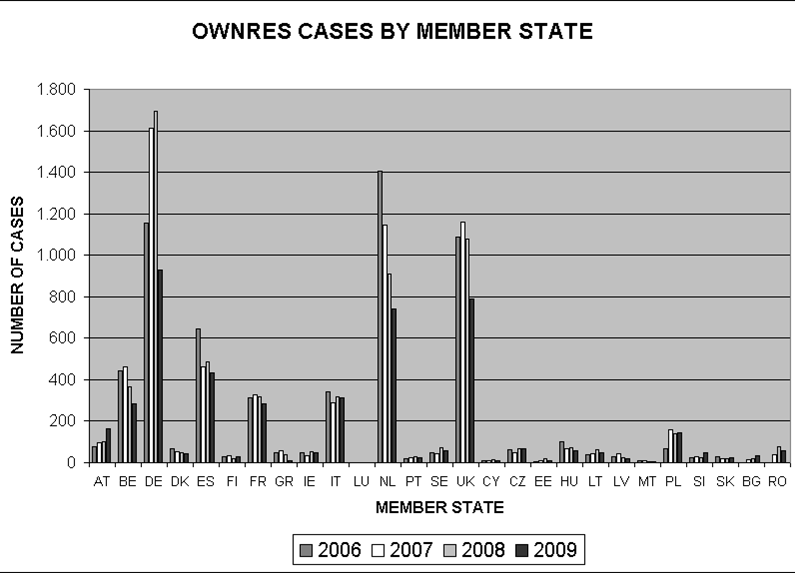 OWNRES CASES BY MEMBER STATE
1.800
1.600
1.400
1.200
1.000
800
600
400
200
0
NUMBER OF CASES
AT BE DE DK ES FI FR GR IE IT LU NL PT SE UK CY CZ EE HU LT LV MT PL SI SK BG RO
MEMBER STATE
2006 2007 2008 2009